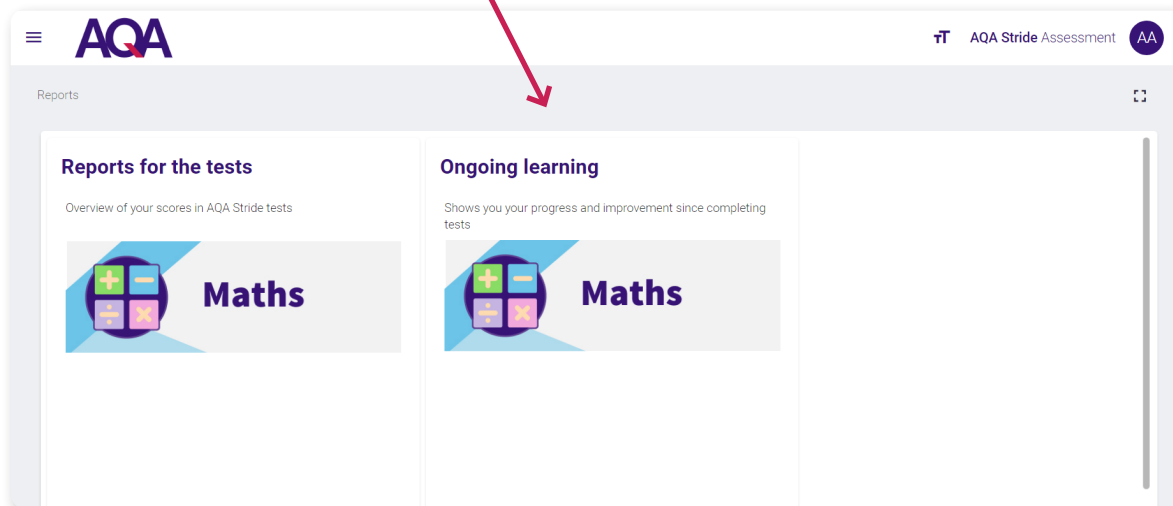 AQA
AQA Stride Assessment
AA
Reports
Reports for the tests
Overview of your scores in AQA Stride tests
Maths
Ongoing learning
Shows you your progress and improvement since completing
tests
Maths